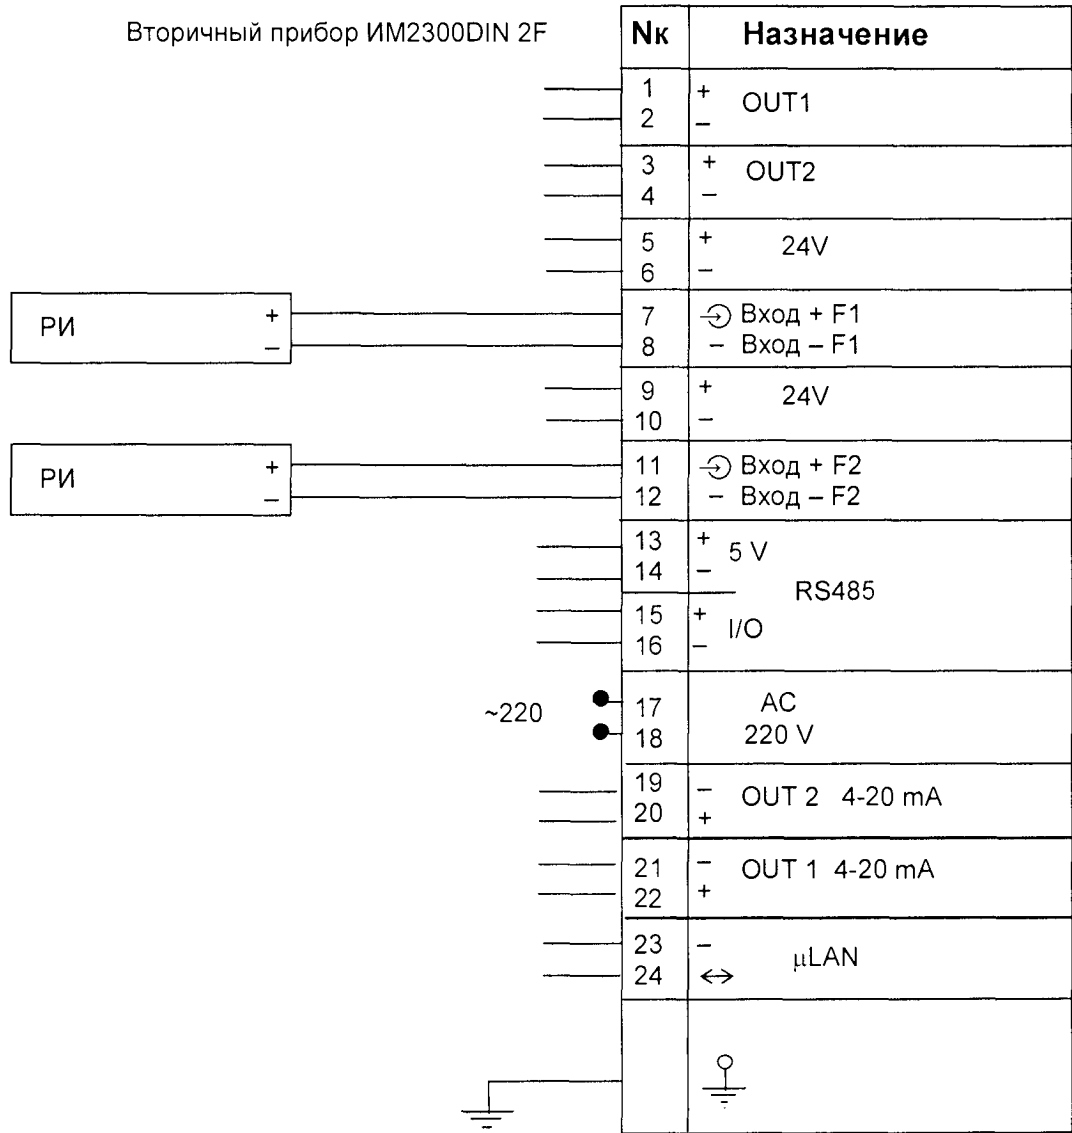 Вторичный прибор ИМ2300DIN 2F
Nк Назначение
1 + OUT1
2 –
3 + OUT2
4 –
5 + 24V
6 –
РИ + 7 Вход + F1
– 8 – Вход – F1
9 + 24V
10 –
РИ + 11 Вход + F2
– 12 – Вход – F2
13 + 5 V
14 –
RS485
15 + I/O
16 –
~220 17 AC
18 220 V
19 – OUT 2 4-20 mA
20 +
21 – OUT 1 4-20 mA
22 +
23 – µLAN
24 ↔